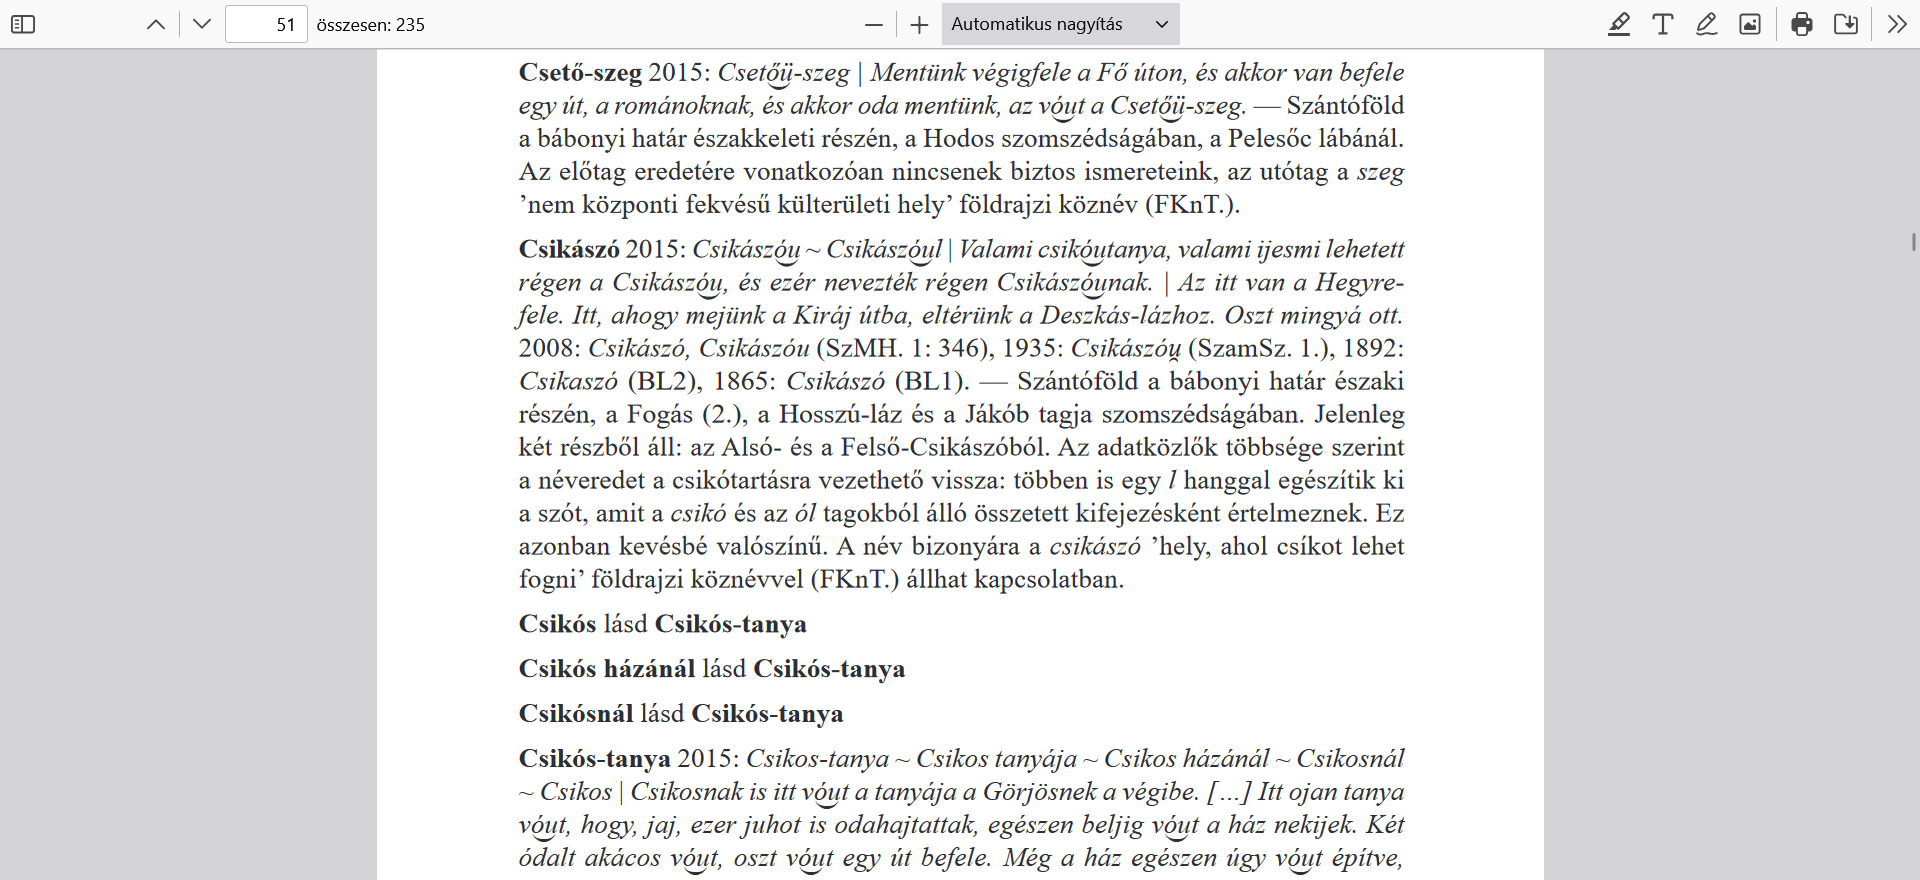 51 összesen: 235 Automatikus nagyítás
Csető-szeg 2015: Csetőü-szeg | Mentünk végigfele a Fő úton, és akkor van befele
egy út, a románoknak, és akkor oda mentünk, az vóut a Csetőü-szeg. — Szántóföld
a bábonyi határ északkeleti részén, a Hodos szomszédságában, a Pelesőc lábánál.
Az előtag eredetére vonatkozóan nincsenek biztos ismereteink, az utótag a szeg
’nem központi fekvésű külterületi hely’ földrajzi köznév (FKnT.).
Csikászó 2015: Csikászóu ~ Csikászóul | Valami csikóutanya, valami ijesmi lehetett
régen a Csikászóu, és ezér nevezték régen Csikászóunak. | Az itt van a Hegyre-
fele. Itt, ahogy mejünk a Kiráj útba, eltérünk a Deszkás-lázhoz. Oszt mingyá ott.
2008: Csikászó, Csikászóu (SzMH. 1: 346), 1935: Csikászóu̯ (SzamSz. 1.), 1892:
Csikaszó (BL2), 1865: Csikászó (BL1). — Szántóföld a bábonyi határ északi
részén, a Fogás (2.), a Hosszú-láz és a Jákób tagja szomszédságában. Jelenleg
két részből áll: az Alsó- és a Felső-Csikászóból. Az adatközlők többsége szerint
a néveredet a csikótartásra vezethető vissza: többen is egy l hanggal egészítik ki
a szót, amit a csikó és az ól tagokból álló összetett kifejezésként értelmeznek. Ez
azonban kevésbé valószínű. A név bizonyára a csikászó ’hely, ahol csíkot lehet
fogni’ földrajzi köznévvel (FKnT.) állhat kapcsolatban.
Csikós lásd Csikós-tanya
Csikós házánál lásd Csikós-tanya
Csikósnál lásd Csikós-tanya
Csikós-tanya 2015: Csikos-tanya ~ Csikos tanyája ~ Csikos házánál ~ Csikosnál
~ Csikos | Csikosnak is itt vóut a tanyája a Görjösnek a végibe. […] Itt ojan tanya
vóut, hogy, jaj, ezer juhot is odahajtattak, egészen beljig vóut a ház nekijek. Két
ódalt akácos vóut, oszt vóut egy út befele. Még a ház egészen úgy vóut építve,